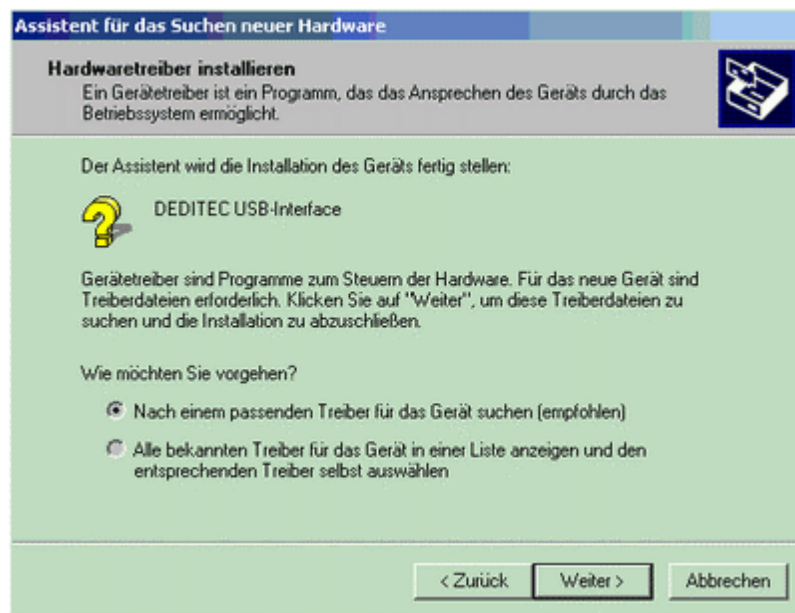 Assistent für das Suchen neuer Hardware
Hardwaretreiber installieren
Ein Gerätetreiber ist ein Programm, das das Ansprechen des Geräts durch das
Betriebssystem ermöglicht.
Der Assistent wird die Installation des Geräts fertig stellen:
DEDITEC USB-Interface
Gerätetreiber sind Programme zum Steuern der Hardware. Für das neue Gerät sind
Treiberdateien erforderlich. Klicken Sie auf "Weiter", um diese Treiberdateien zu
suchen und die Installation zu abzuschließen.
Wie möchten Sie vorgehen?
Nach einem passenden Treiber für das Gerät suchen (empfohlen)
Alle bekannten Treiber für das Gerät in einer Liste anzeigen und den
entsprechenden Treiber selbst auswählen
< Zurück Weiter > Abbrechen